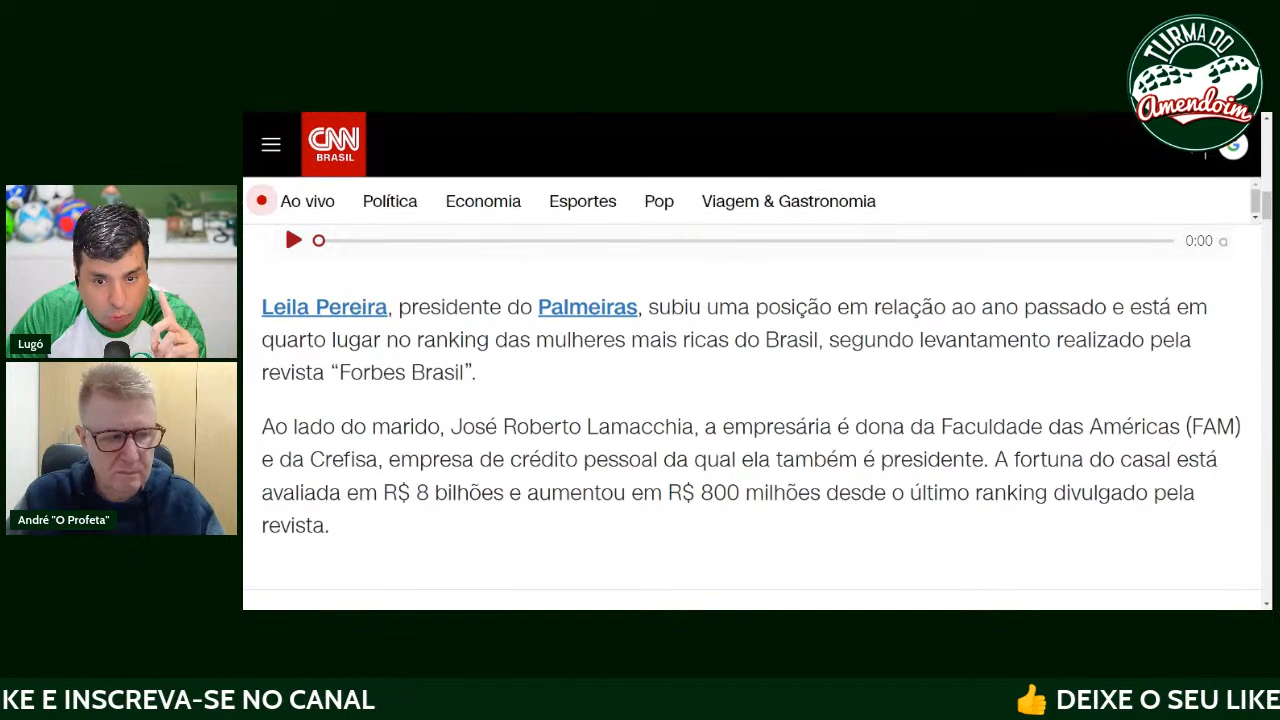 TURMA DO
Amendoim
CNN
BRASIL
Ao vivo Política Economia Esportes Pop Viagem & Gastronomia
0:00
Leila Pereira, presidente do Palmeiras, subiu uma posição em relação ao ano passado e está em
quarto lugar no ranking das mulheres mais ricas do Brasil, segundo levantamento realizado pela
revista “Forbes Brasil”.
Ao lado do marido, José Roberto Lamacchia, a empresária é dona da Faculdade das Américas (FAM)
e da Crefisa, empresa de crédito pessoal da qual ela também é presidente. A fortuna do casal está
avaliada em R$ 8 bilhões e aumentou em R$ 800 milhões desde o último ranking divulgado pela
revista.
Lugó
André "O Profeta"
KE E INSCREVA-SE NO CANAL 👍 DEIXE O SEU LIKE